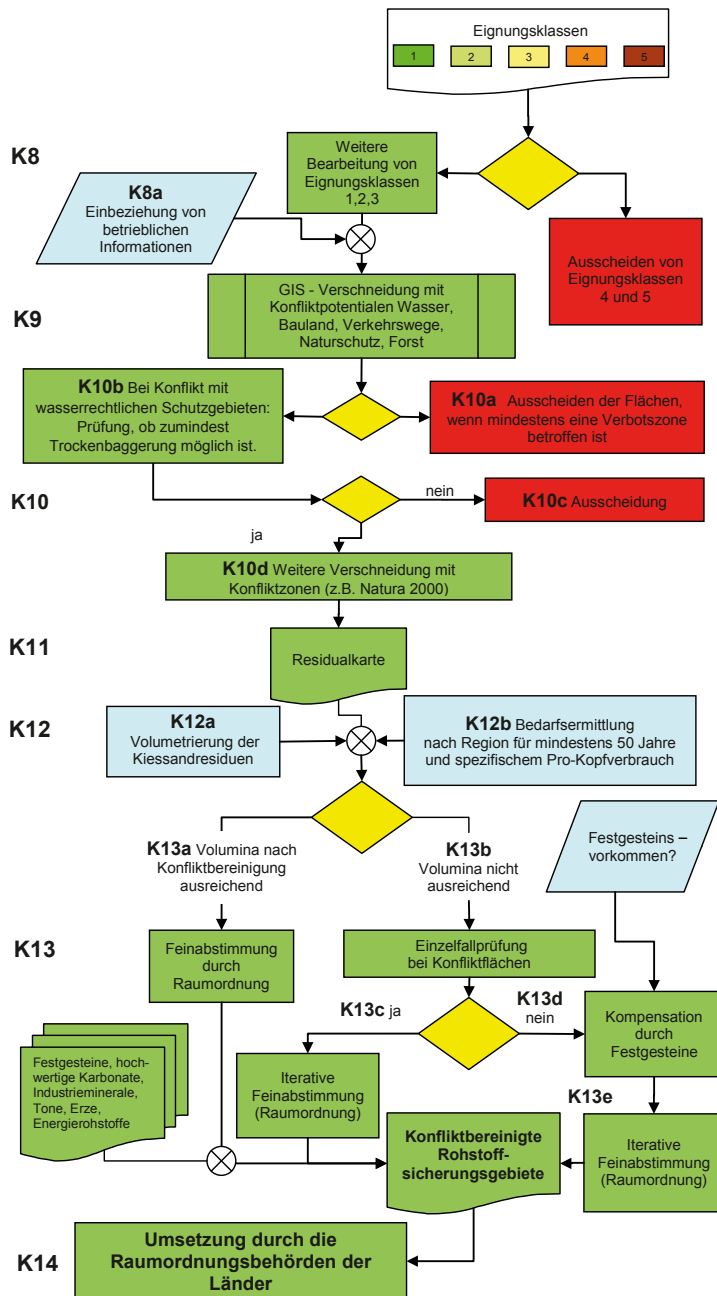 Eignungsklassen
1 2 3 4 5
K8
Weitere
Bearbeitung von
Eignungsklassen
1,2,3
K8a
Einbeziehung von
betrieblichen
Informationen
Ausscheiden von
Eignungsklassen
4 und 5
K9
GIS - Verschneidung mit
Konfliktpotentialen Wasser,
Bauland, Verkehrswege,
Naturschutz, Forst
K10b Bei Konflikt mit
wasserrechtlichen Schutzgebieten:
Prüfung, ob zumindest
Trockenbaggerung möglich ist.
K10a Ausscheiden der Flächen,
wenn mindestens eine Verbotszone
betroffen ist
K10
nein
K10c Ausscheidung
ja
K10d Weitere Verschneidung mit
Konfliktzonen (z.B. Natura 2000)
K11
Residualkarte
K12
K12a
Volumetrierung der
Kiessandresiduen
K12b Bedarfsermittlung
nach Region für mindestens 50 Jahre
und spezifischem Pro-Kopfverbrauch
K13a Volumina nach
Konfliktbereinigung
ausreichend
K13b
Volumina nicht
ausreichend
Festgesteins –
vorkommen?
K13
Feinabstimmung
durch
Raumordnung
Einzelfallprüfung
bei Konfliktflächen
K13c ja
K13d
nein
Kompensation
durch
Festgesteine
Festgesteine, hoch-
wertige Karbonate,
Industrieminerale,
Tone, Erze,
Energierohstoffe
Iterative
Feinabstimmung
(Raumordnung)
K13e
Konfliktbereinigte
Rohstoff-
sicherungsgebiete
Iterative
Feinabstimmung
(Raumordnung)
K14
Umsetzung durch die
Raumordnungsbehörden der
Länder